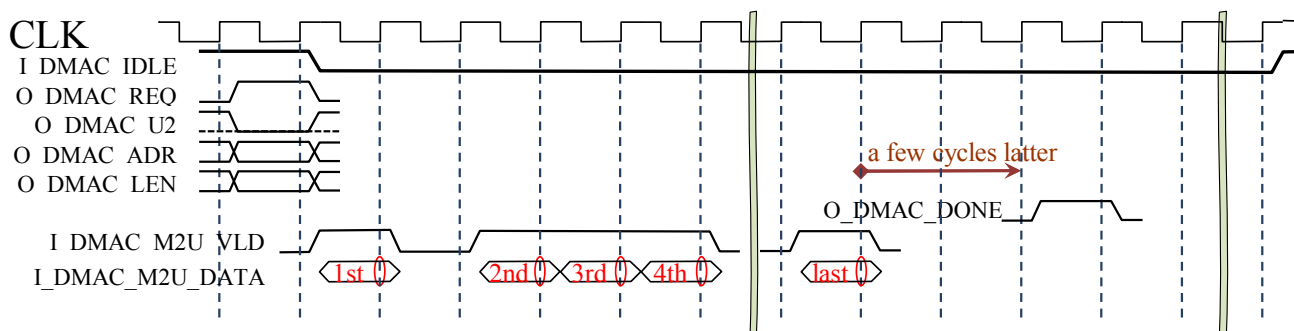 CLK
I DMAC IDLE
O DMAC REQ
O DMAC U2
O DMAC ADR
a few cycles latter
O DMAC LEN
O_DMAC_DONE
I DMAC M2U VLD
I_DMAC_M2U_DATA
1st
2nd
3rd
4th
last